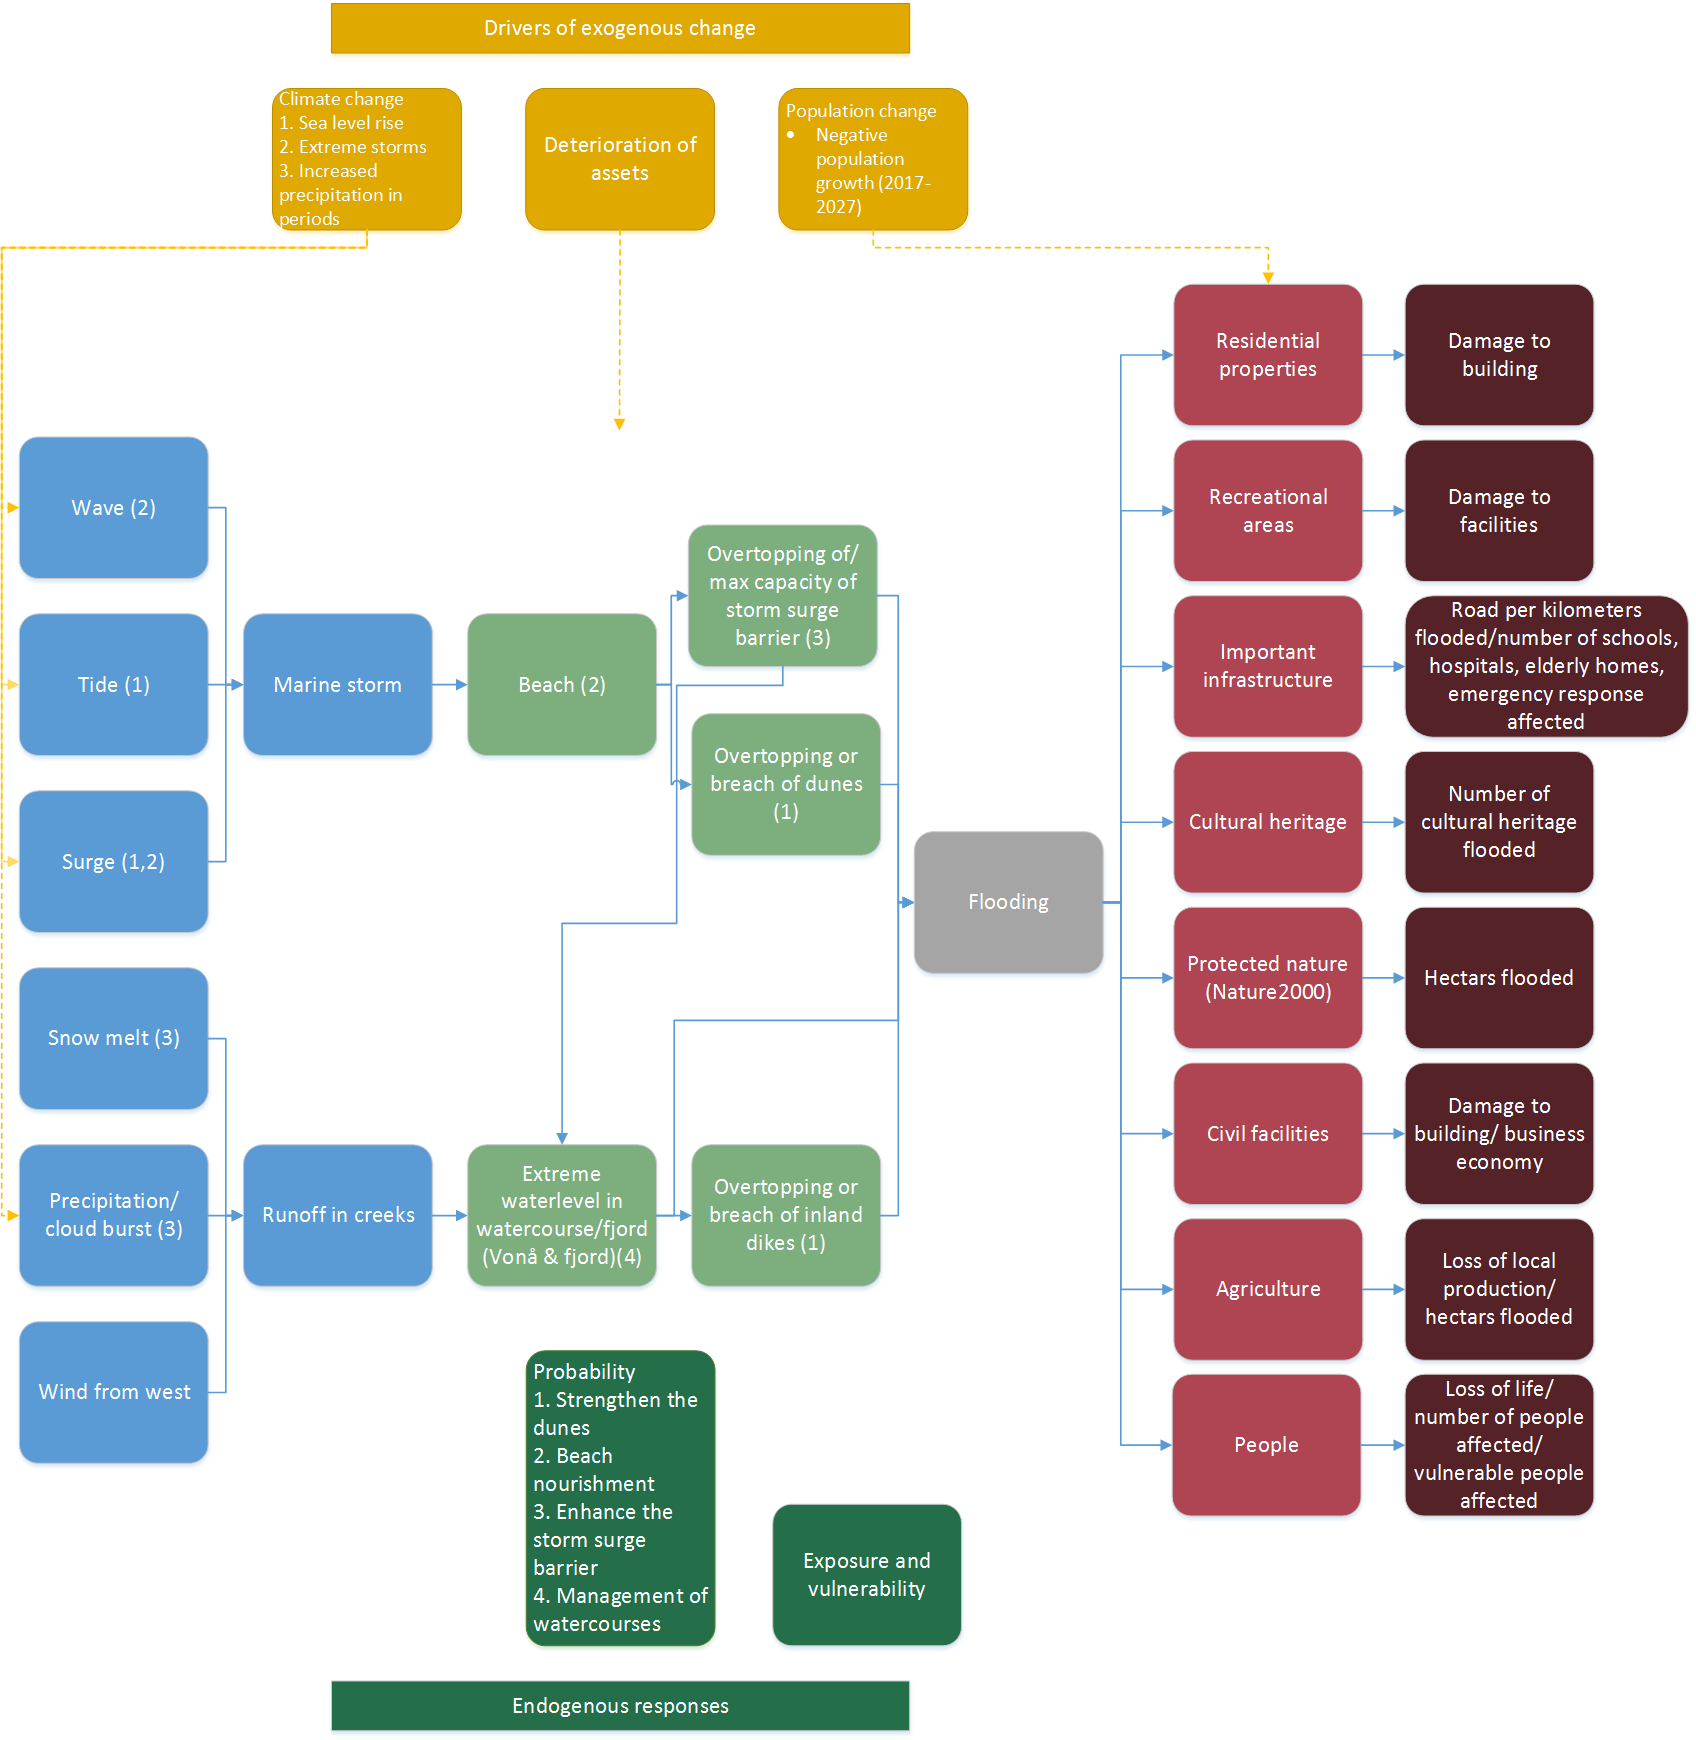 Drivers of exogenous change
Climate change
1. Sea level rise
2. Extreme storms
3. Increased
precipitation in
periods
Deterioration of
assets
Population change
• Negative
population
growth (2017-
2027)
Wave (2)
Tide (1)
Surge (1,2)
Snow melt (3)
Precipitation/
cloud burst (3)
Wind from west
Marine storm
Runoff in creeks
Beach (2)
Extreme
waterlevel in
watercourse/fjord
(Vonå & fjord)(4)
Overtopping of/
max capacity of
storm surge
barrier (3)
Overtopping or
breach of dunes
(1)
Overtopping or
breach of inland
dikes (1)
Flooding
Residential
properties
Damage to
building
Recreational
areas
Damage to
facilities
Important
infrastructure
Road per kilometers
flooded/number of schools,
hospitals, elderly homes,
emergency response
affected
Cultural heritage
Number of
cultural heritage
flooded
Protected nature
(Nature2000)
Hectars flooded
Civil facilities
Damage to
building/ business
economy
Agriculture
Loss of local
production/
hectars flooded
People
Loss of life/
number of people
affected/
vulnerable people
affected
Probability
1. Strengthen the
dunes
2. Beach
nourishment
3. Enhance the
storm surge
barrier
4. Management of
watercourses
Exposure and
vulnerability
Endogenous responses